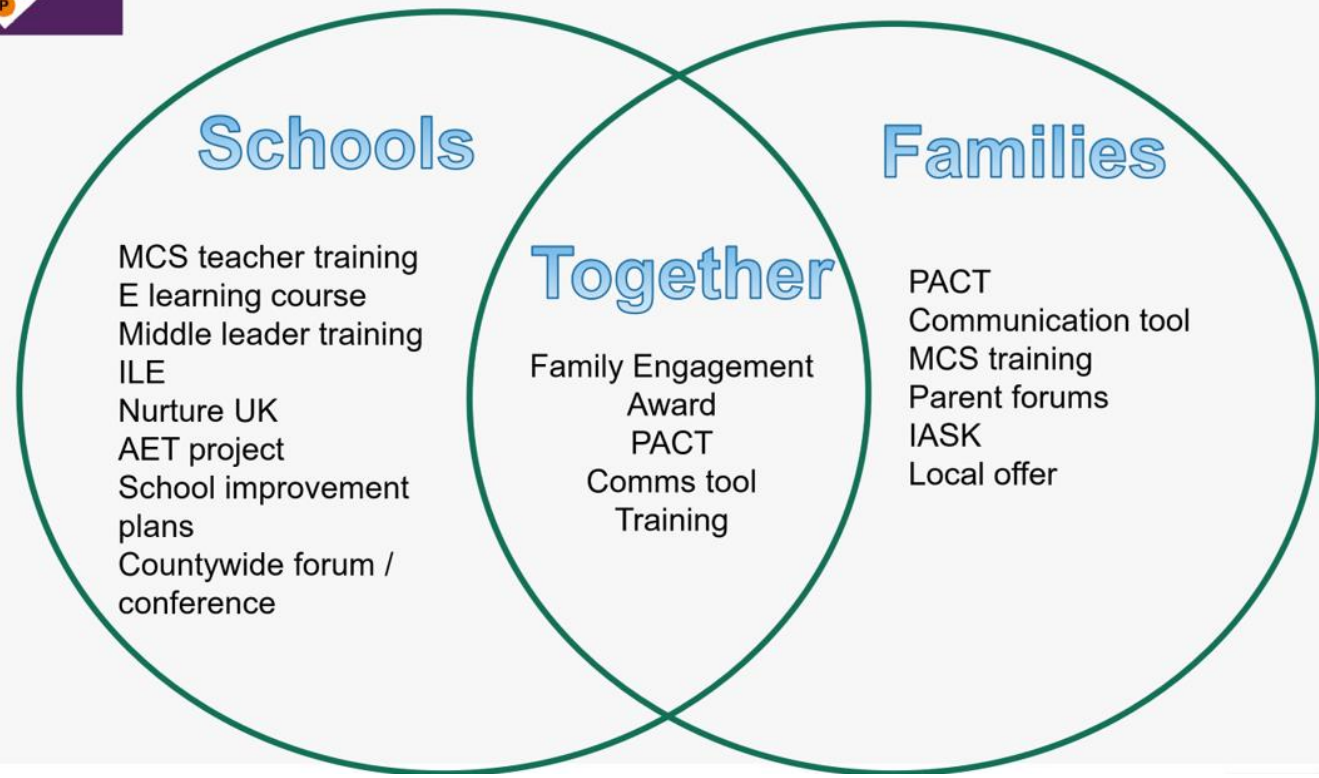 P
Schools
MCS teacher training
E learning course
Middle leader training
ILE
Nurture UK
AET project
School improvement
plans
Countywide forum /
conference
Together
Family Engagement
Award
PACT
Comms tool
Training
Families
PACT
Communication tool
MCS training
Parent forums
IASK
Local offer